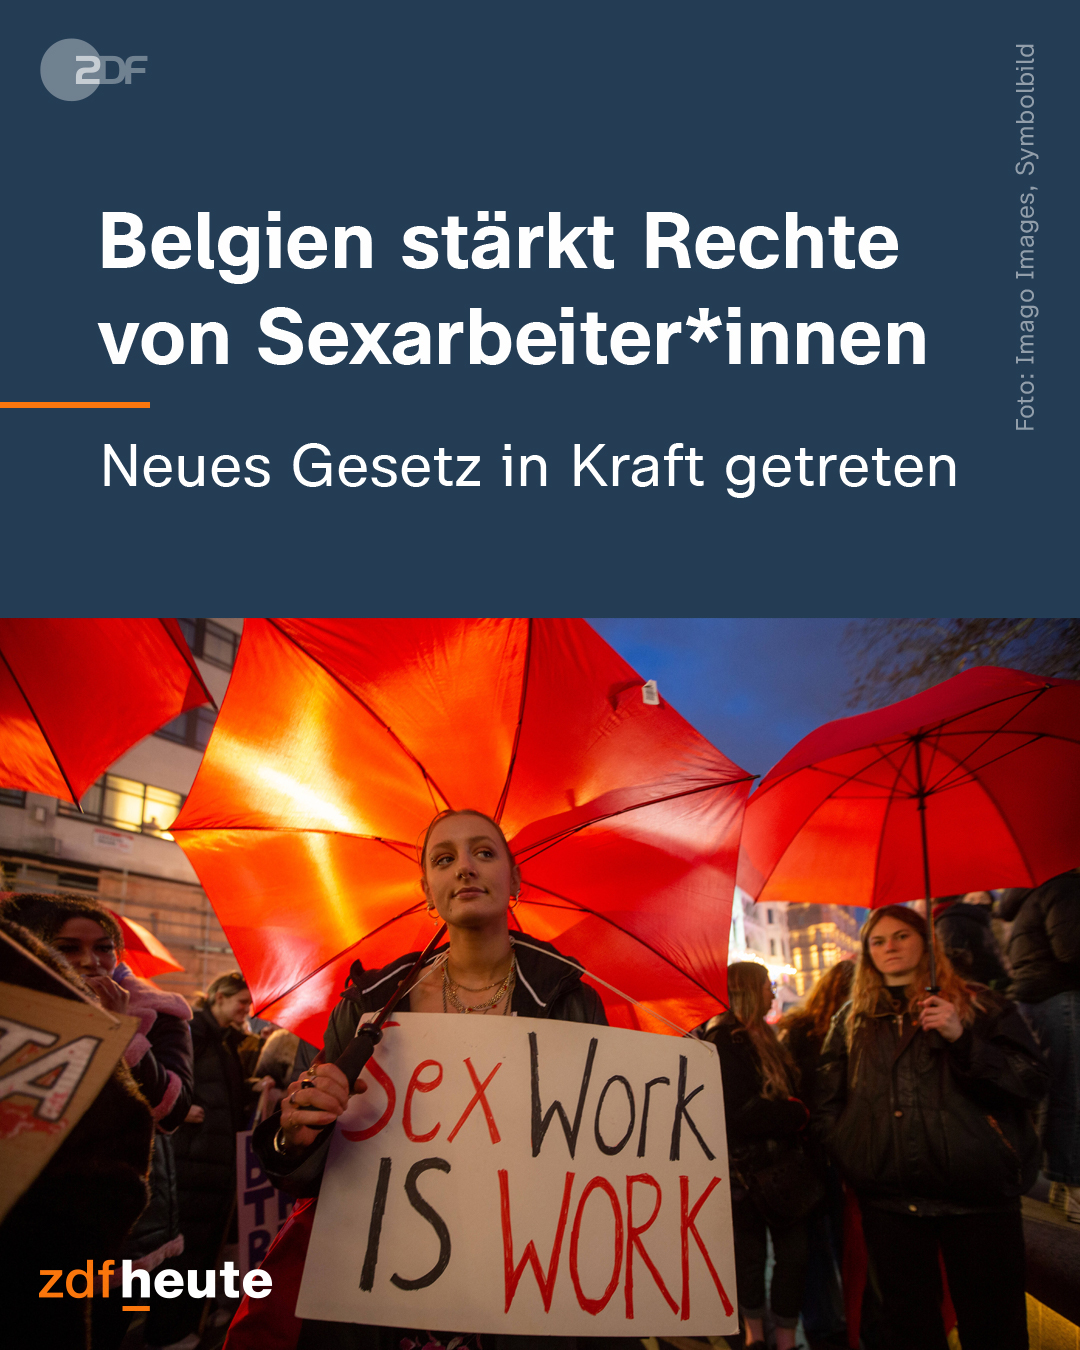 ZDF
Foto: Imago Images, Symbolbild
Belgien stärkt Rechte
von Sexarbeiter*innen
Neues Gesetz in Kraft getreten
Sex Work
IS WORK
TA
zdfheute